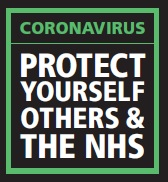 CORONAVIRUS
PROTECT
YOURSELF
OTHERS &
THE NHS